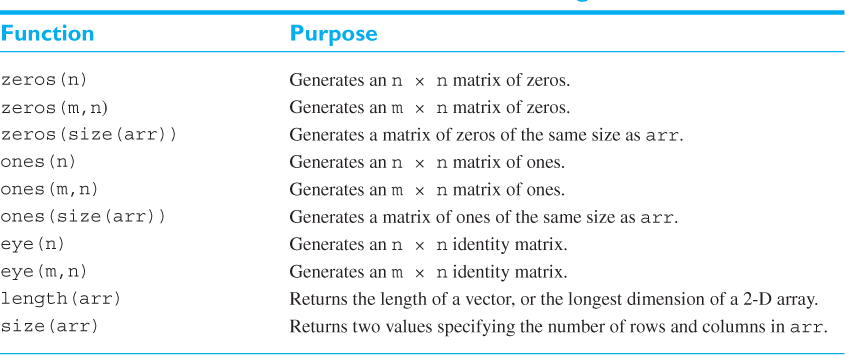 Function Purpose
zeros(n) Generates an n × n matrix of zeros.
zeros(m,n) Generates an m × n matrix of zeros.
zeros(size(arr)) Generates a matrix of zeros of the same size as arr.
ones(n) Generates an n × n matrix of ones.
ones(m,n) Generates an m × n matrix of ones.
ones(size(arr)) Generates a matrix of ones of the same size as arr.
eye(n) Generates an n × n identity matrix.
eye(m,n) Generates an m × n identity matrix.
length(arr) Returns the length of a vector, or the longest dimension of a 2-D array.
size(arr) Returns two values specifying the number of rows and columns in arr.